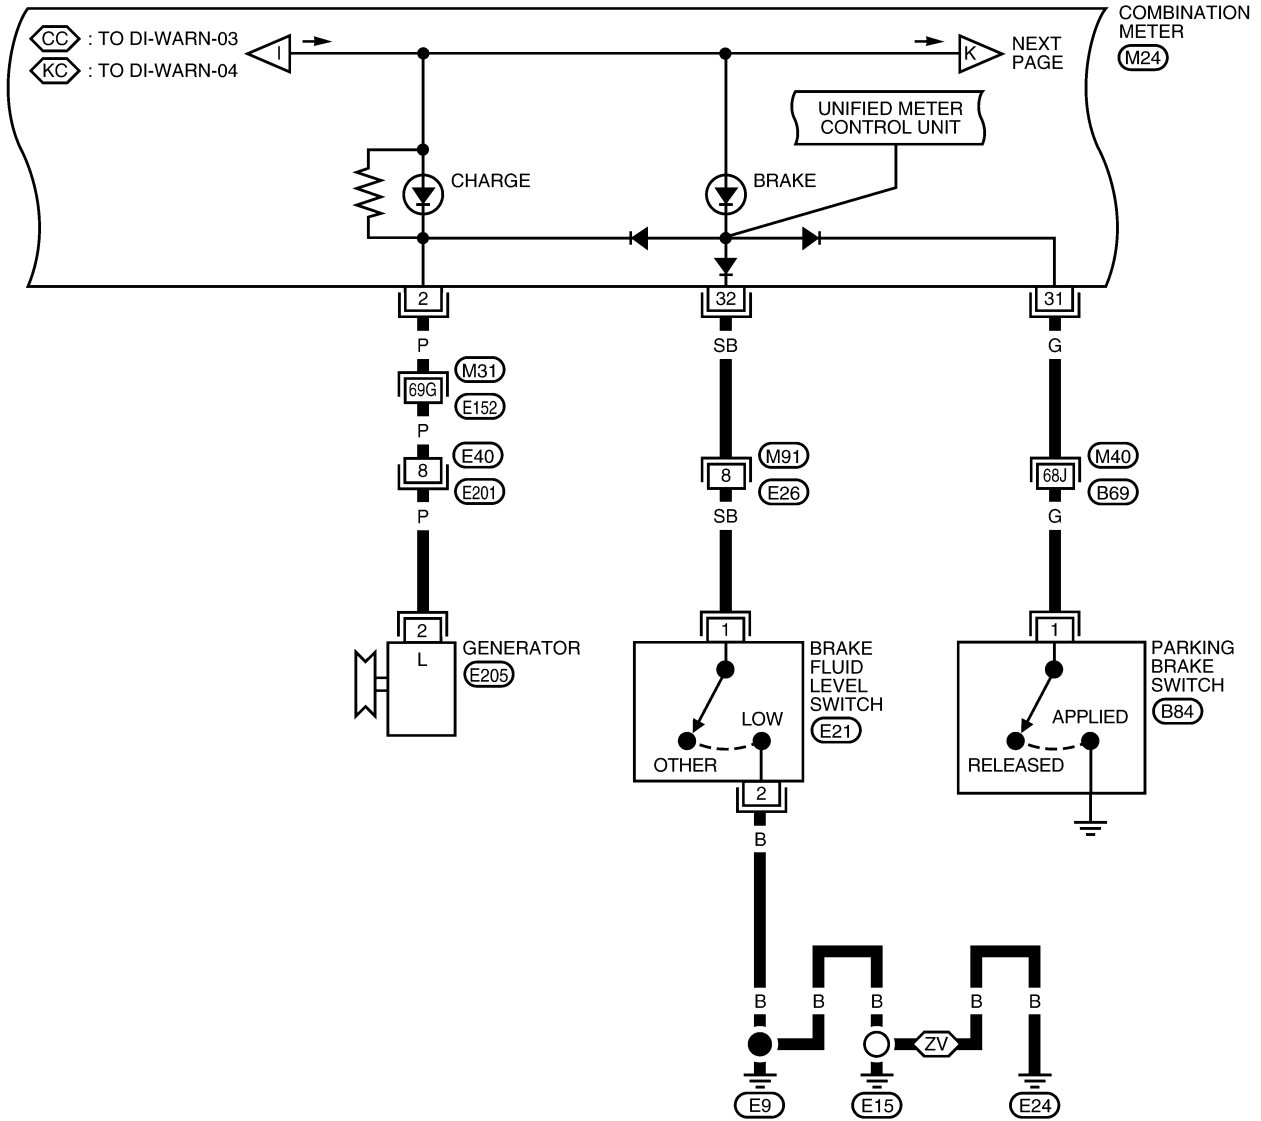 CC : TO DI-WARN-03
KC : TO DI-WARN-04
I
K
NEXT
PAGE
COMBINATION
METER
M24
UNIFIED METER
CONTROL UNIT
CHARGE
BRAKE
2
32
31
P
SB
G
69G
M31
E152
P
8
E40
E201
8
M91
E26
68J
M40
B69
P
SB
G
2
L
GENERATOR
E205
1
BRAKE
FLUID
LEVEL
SWITCH
E21
LOW
OTHER
2
1
PARKING
BRAKE
SWITCH
B84
APPLIED
RELEASED
B
B
B
B
B
B
ZV
E9
E15
E24